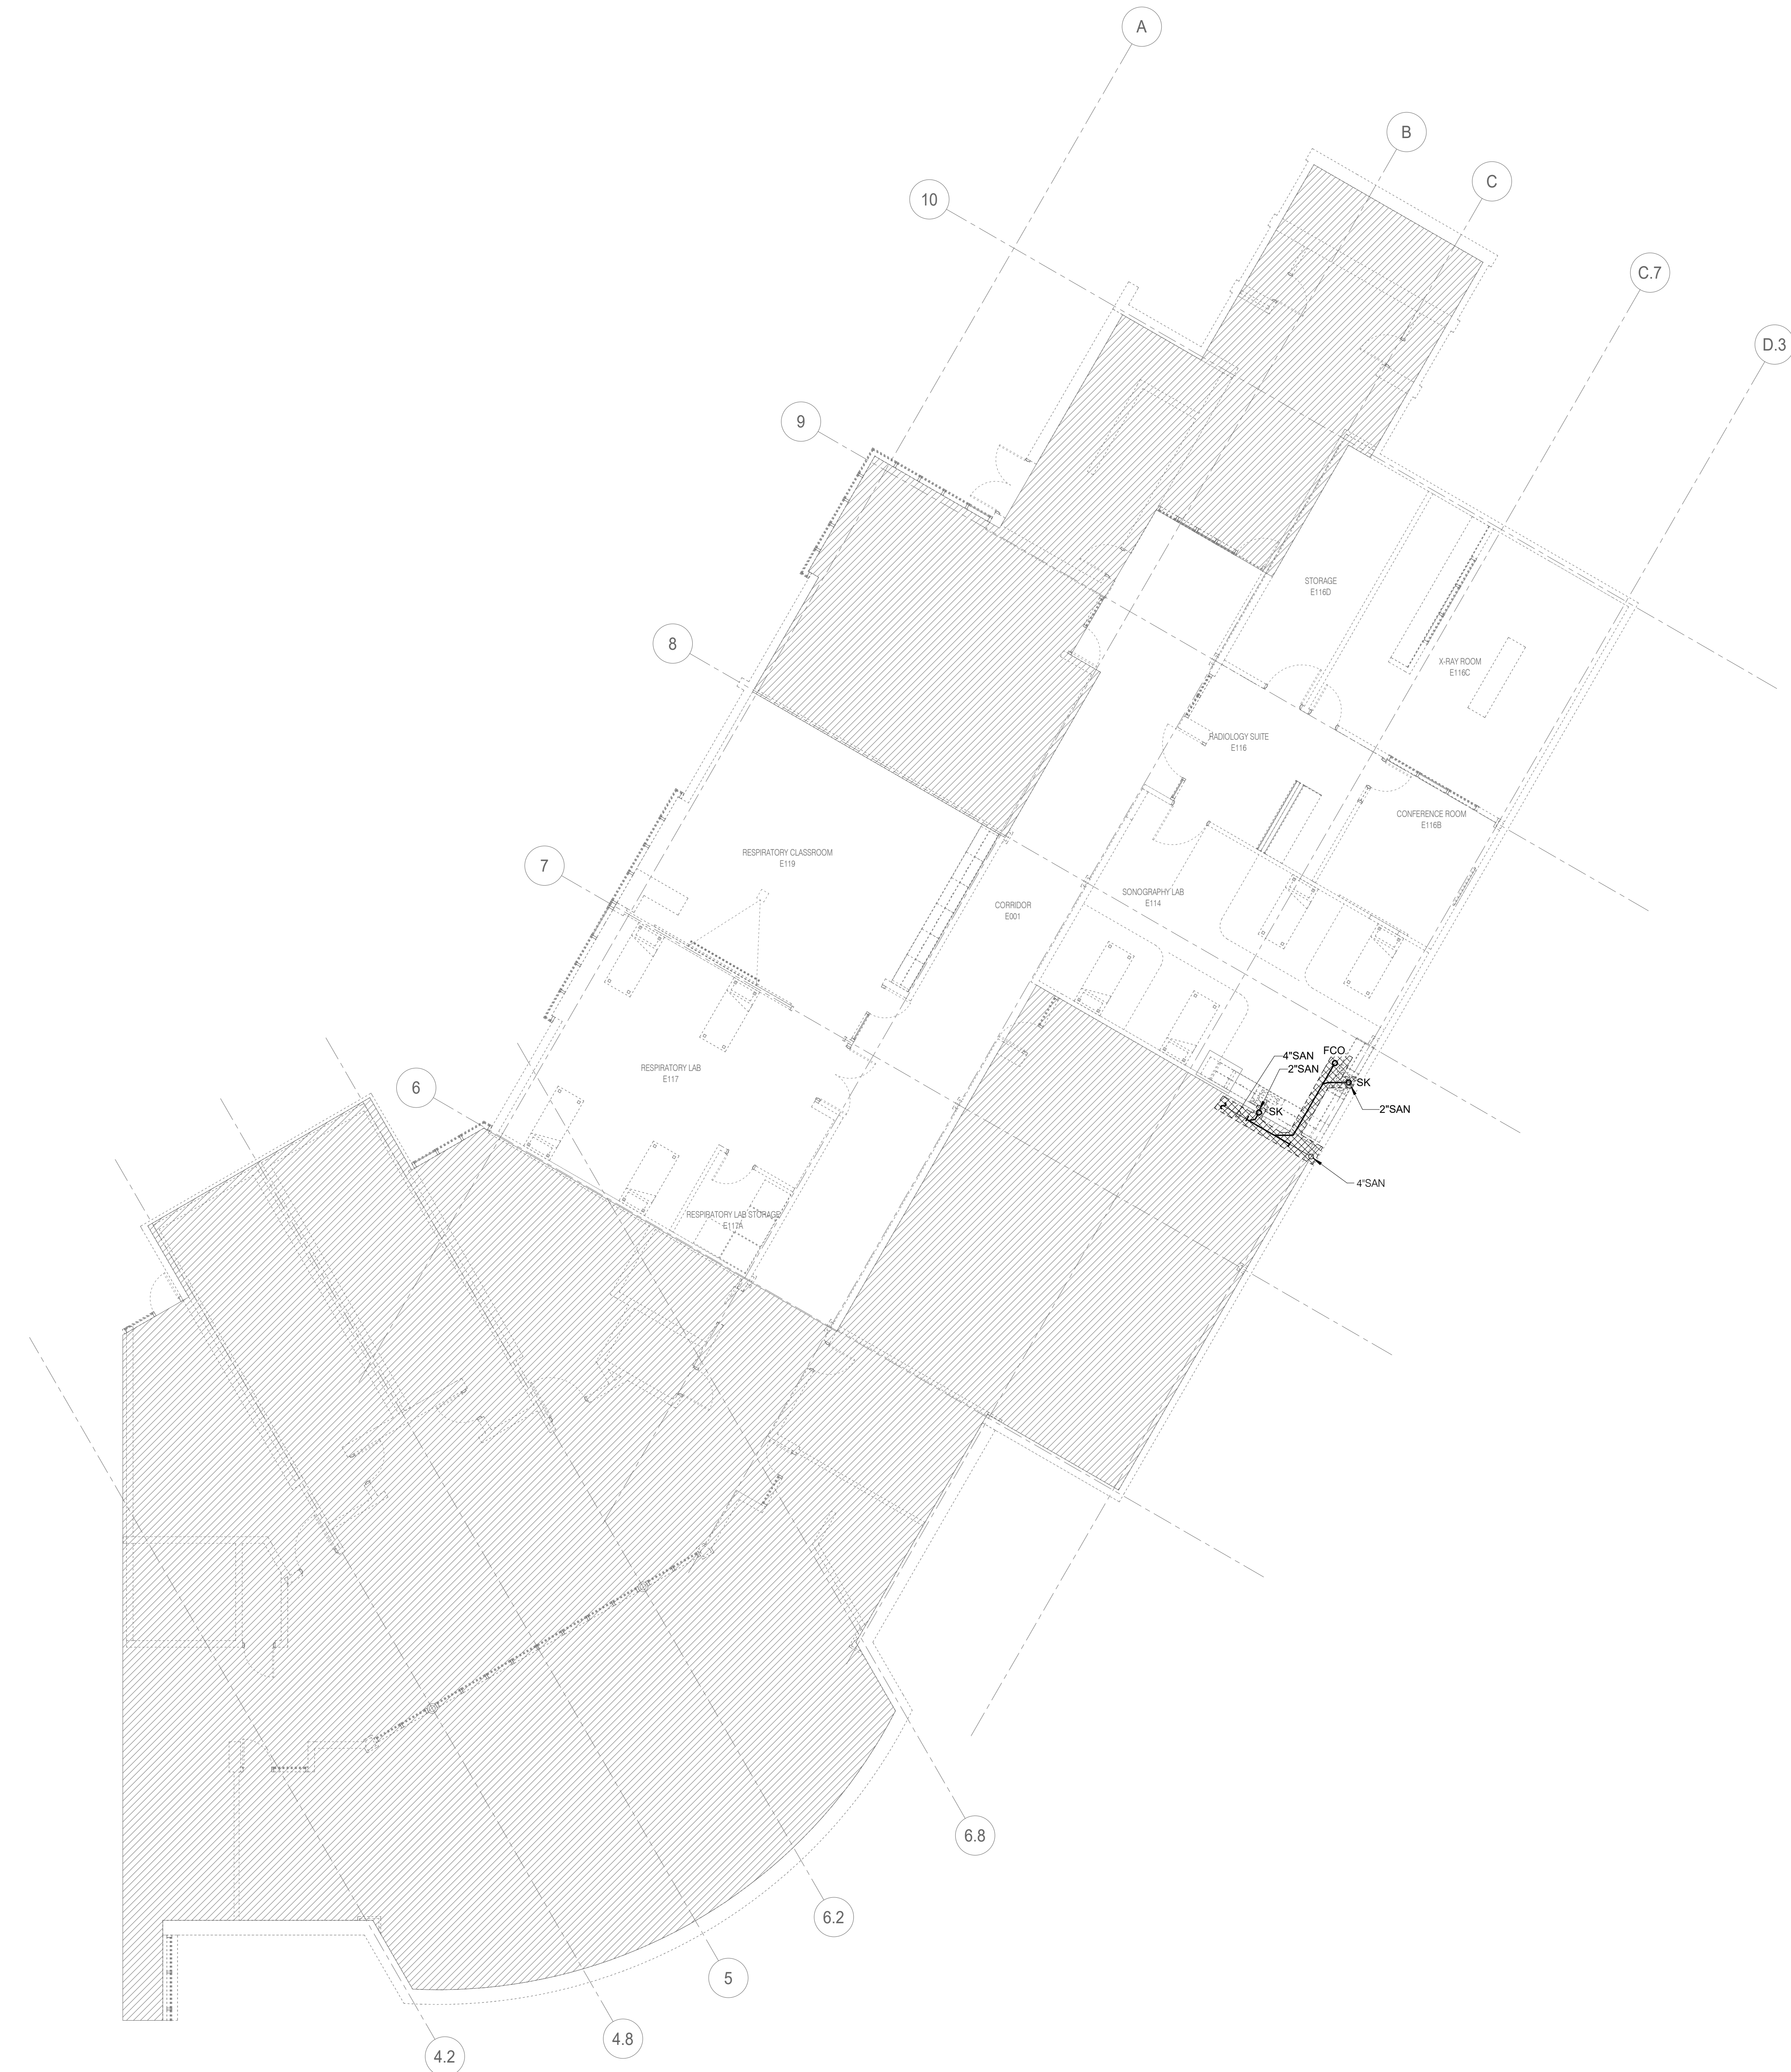 A
B
C
10
C.7
D.3
9
STORAGE
E116D
8
X-RAY ROOM
E116C
RADIOLOGY SUITE
E116
CONFERENCE ROOM
E116B
7
RESPIRATORY CLASSROOM
E119
SONOGRAPHY LAB
E114
CORRIDOR
E001
6
RESPIRATORY LAB
E117
4"SAN
FCO
2"SAN
SK
SK
2"SAN
4"SAN
RESPIRATORY LAB STORAGE
E117A
6.8
6.2
5
4.8
4.2